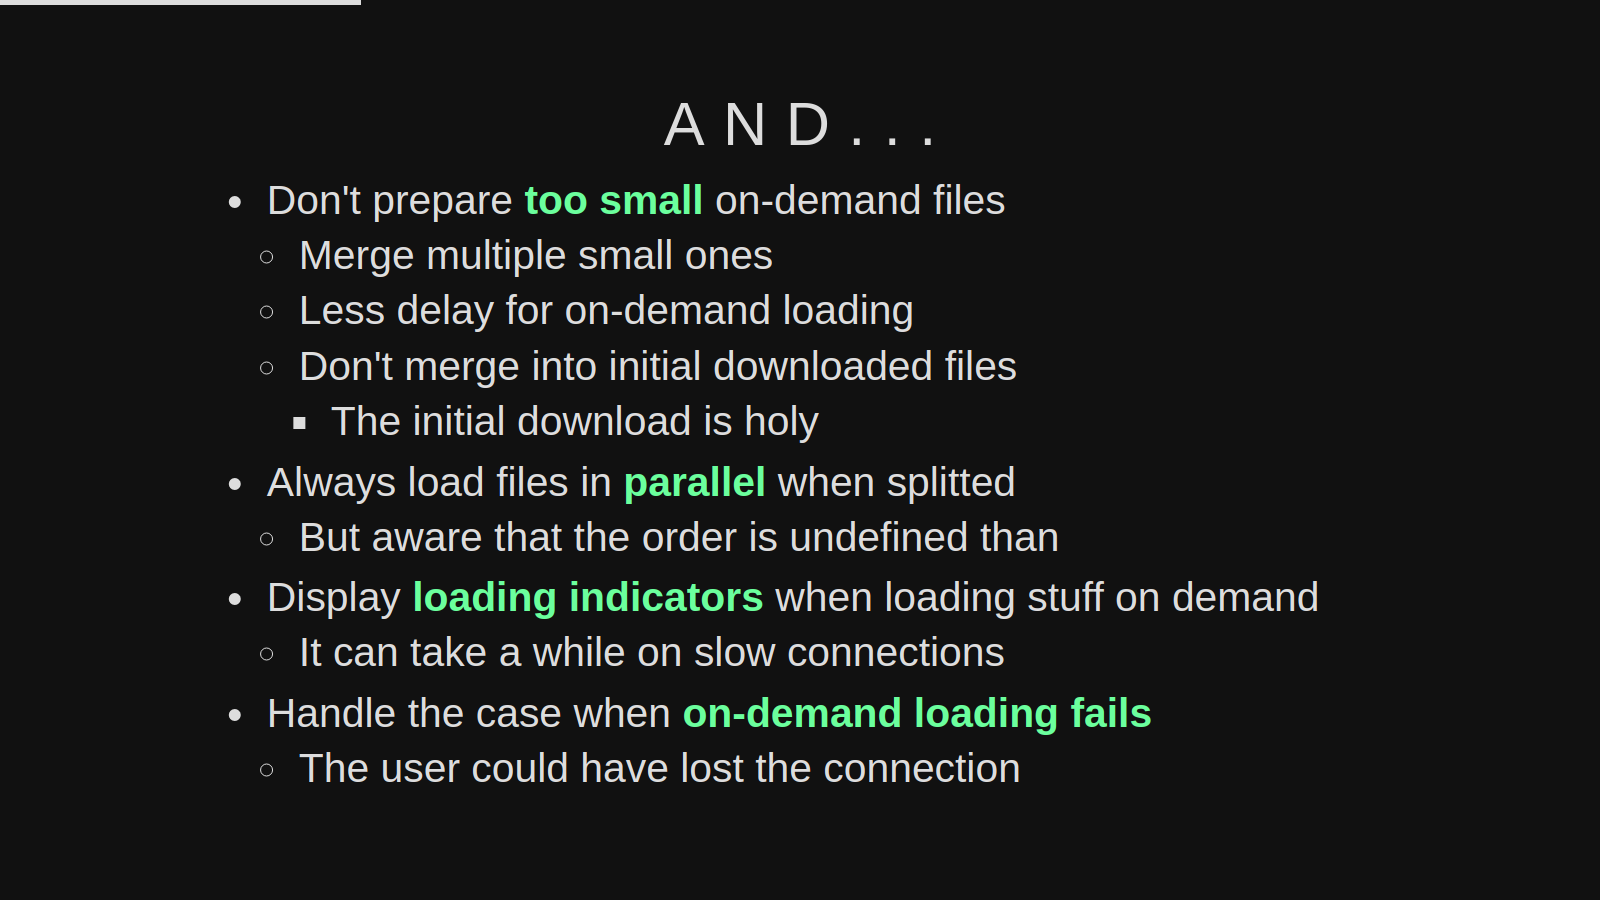 AND...
Don't prepare too small on-demand files
Merge multiple small ones
Less delay for on-demand loading
Don't merge into initial downloaded files
The initial download is holy
Always load files in parallel when splitted
But aware that the order is undefined than
Display loading indicators when loading stuff on demand
It can take a while on slow connections
Handle the case when on-demand loading fails
The user could have lost the connection